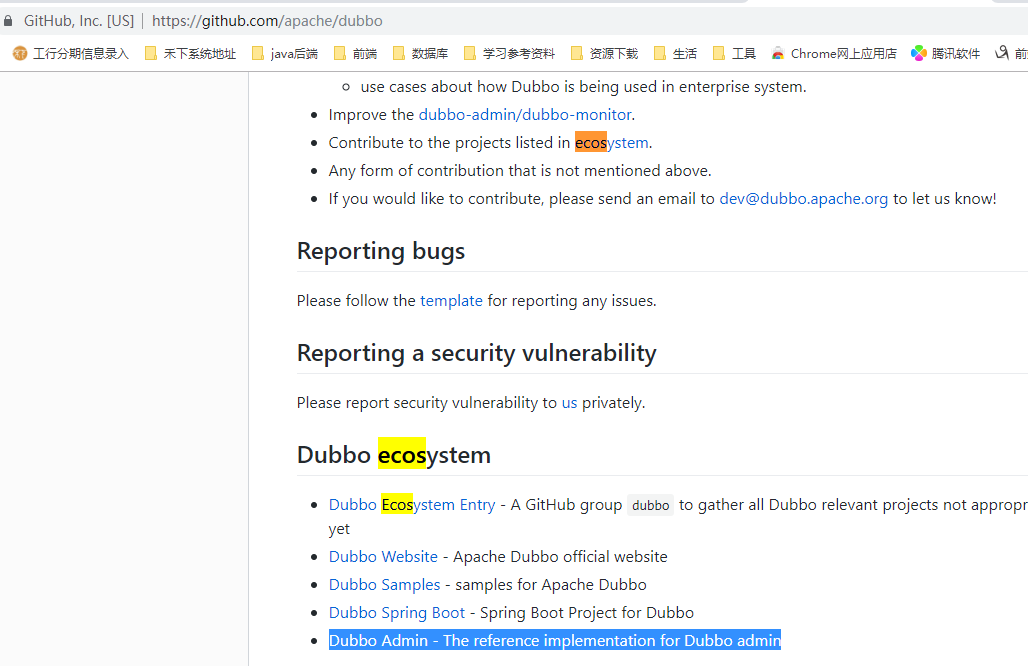 GitHub, Inc. [US] | https://github.com/apache/dubbo
工行分期信息录入 禾下系统地址 java后端 前端 数据库 学习参考资料 资源下载 生活 工具 Chrome网上应用店 腾讯软件 前
use cases about how Dubbo is being used in enterprise system.
Improve the dubbo-admin/dubbo-monitor.
Contribute to the projects listed in ecosystem.
Any form of contribution that is not mentioned above.
If you would like to contribute, please send an email to dev@dubbo.apache.org to let us know!
Reporting bugs
Please follow the template for reporting any issues.
Reporting a security vulnerability
Please report security vulnerability to us privately.
Dubbo ecosystem
Dubbo Ecosystem Entry - A GitHub group dubbo to gather all Dubbo relevant projects not appropr
yet
Dubbo Website - Apache Dubbo official website
Dubbo Samples - samples for Apache Dubbo
Dubbo Spring Boot - Spring Boot Project for Dubbo
Dubbo Admin - The reference implementation for Dubbo admin